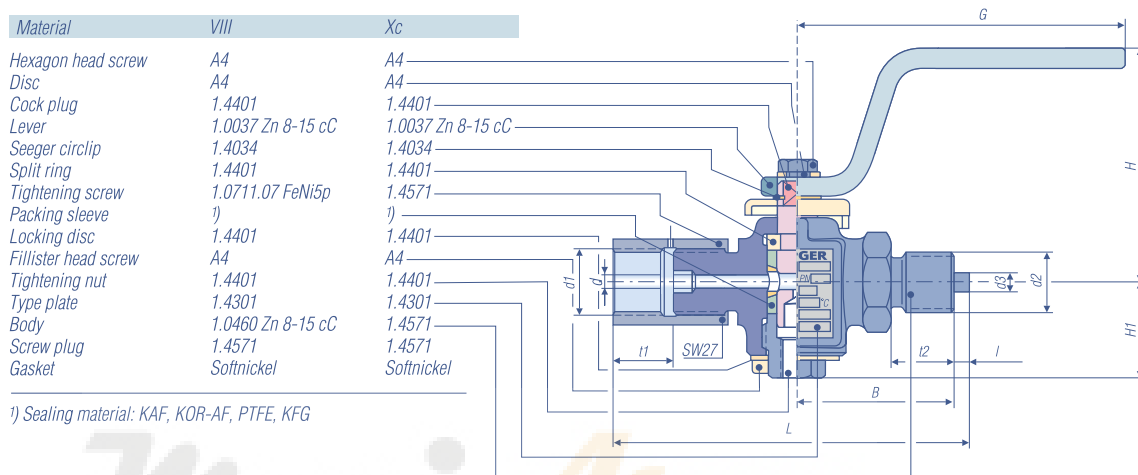 Material VIII Xc
Hexagon head screw A4 A4
Disc A4 A4
Cock plug 1.4401 1.4401
Lever 1.0037 Zn 8-15 cC 1.0037 Zn 8-15 cC
Seeger circlip 1.4034 1.4034
Split ring 1.4401 1.4401
Tightening screw 1.0711.07 FeNi5p 1.4571
Packing sleeve ¹) ¹)
Locking disc 1.4401 1.4401
Fillister head screw A4 A4
Tightening nut 1.4401 1.4401
Type plate 1.4301 1.4301
Body 1.0460 Zn 8-15 cC 1.4571
Screw plug 1.4571 1.4571
Gasket Softnickel Softnickel
¹) Sealing material: KAF, KOR-AF, PTFE, KFG
G
H
GER
PN
°C
d1
d
d3
d2
H1
t1
SW27
t2
l
B
L